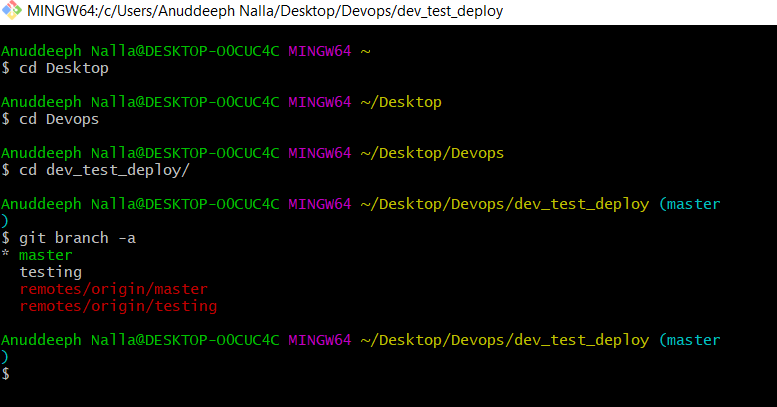 MINGW64:/c/Users/Anuddeeph Nalla/Desktop/Devops/dev_test_deploy
Anuddeeph Nalla@DESKTOP-O0CUC4C MINGW64 ~
$ cd Desktop
Anuddeeph Nalla@DESKTOP-O0CUC4C MINGW64 ~/Desktop
$ cd Devops
Anuddeeph Nalla@DESKTOP-O0CUC4C MINGW64 ~/Desktop/Devops
$ cd dev_test_deploy/
Anuddeeph Nalla@DESKTOP-O0CUC4C MINGW64 ~/Desktop/Devops/dev_test_deploy (master
)
$ git branch -a
* master
  testing
  remotes/origin/master
  remotes/origin/testing
Anuddeeph Nalla@DESKTOP-O0CUC4C MINGW64 ~/Desktop/Devops/dev_test_deploy (master
)
$